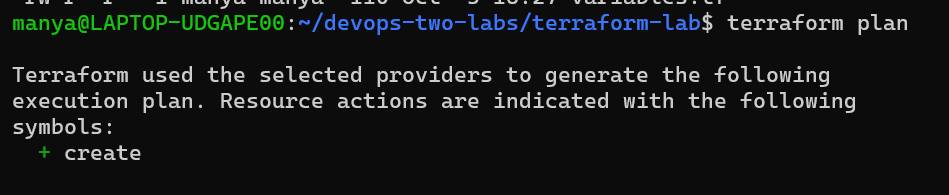 manya@LAPTOP-UDGAPE00:~/devops-two-labs/terraform-lab$ terraform plan
Terraform used the selected providers to generate the following
execution plan. Resource actions are indicated with the following
symbols:
+ create